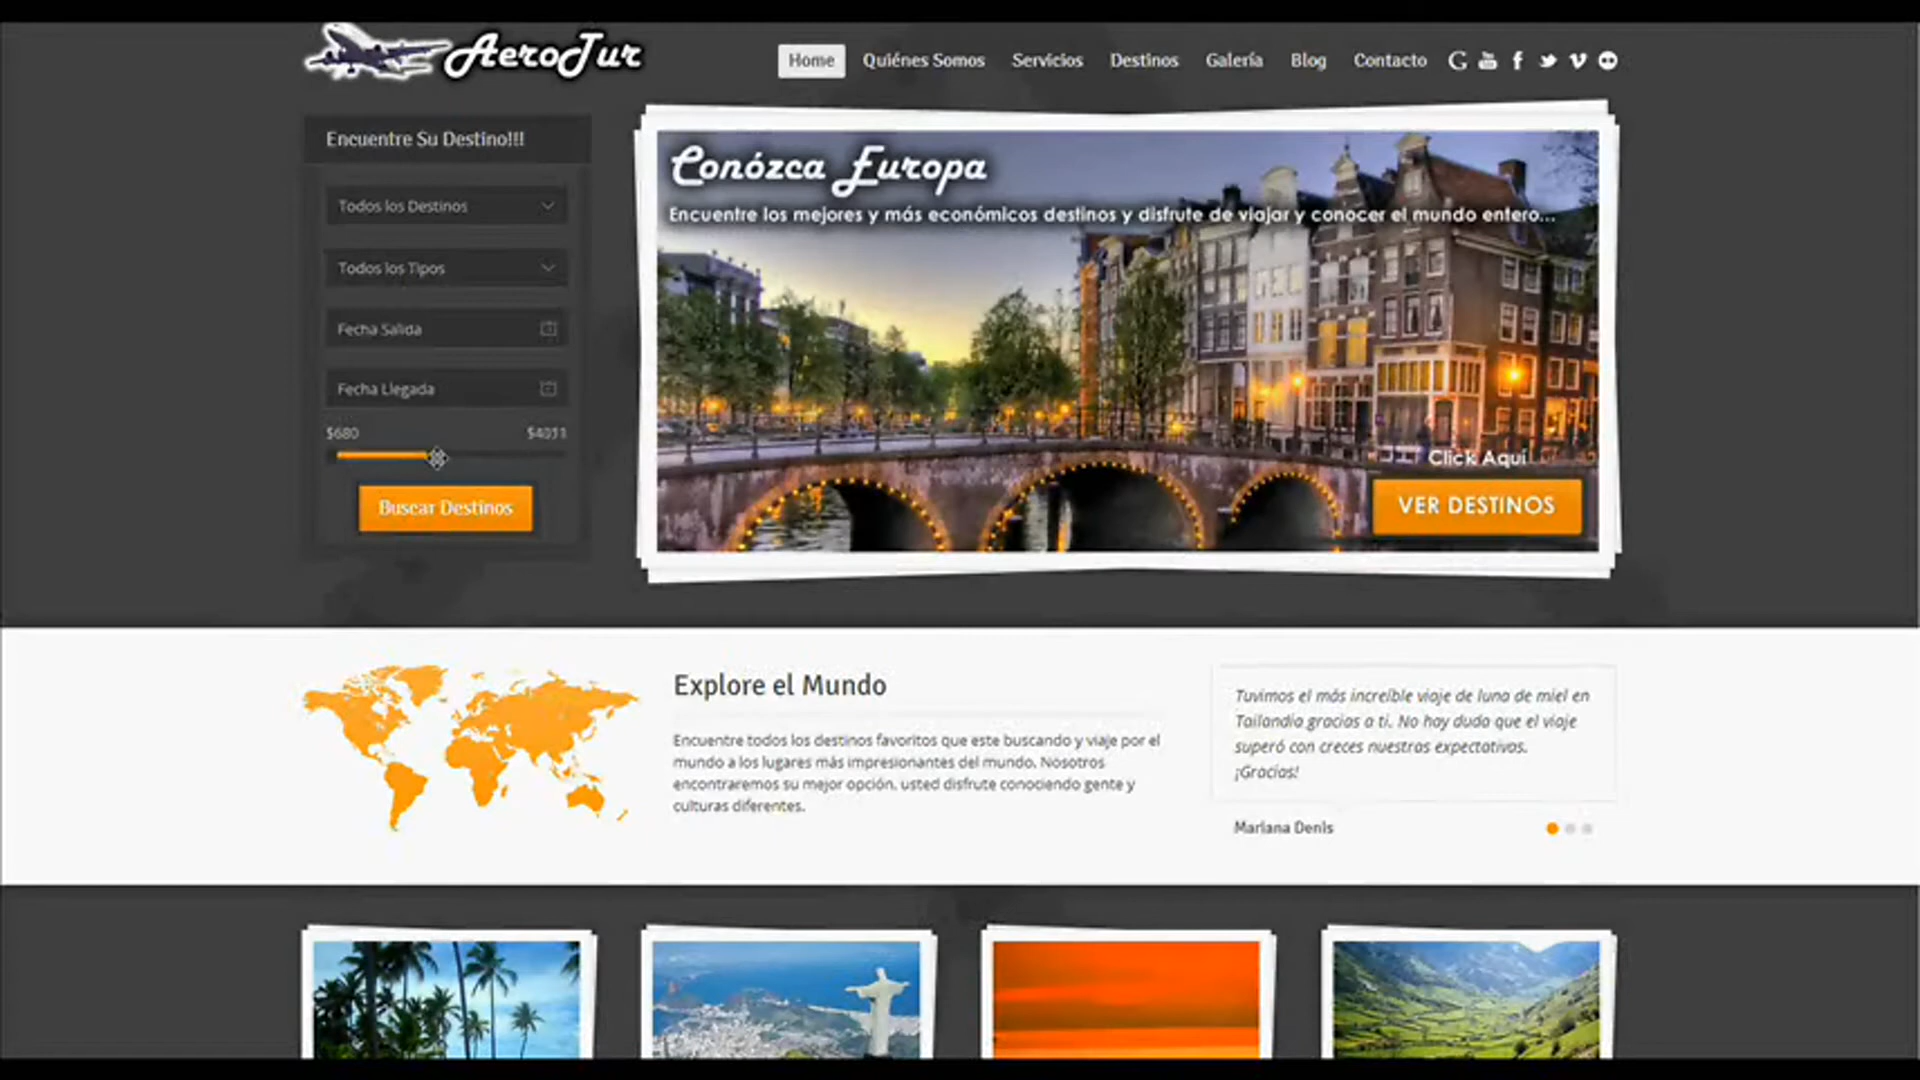 AeroTur
Home Quiénes Somos Servicios Destinos Galería Blog Contacto
Encuentre Su Destino!!!
Todos los Destinos
Todos los Tipos
Fecha Salida
Fecha Llegada
$680 $4031
Buscar Destinos
Conózca Europa
Encuentre los mejores y más económicos destinos y disfrute de viajar y conocer el mundo entero...
Click Aquí
VER DESTINOS
Explore el Mundo
Encuentre todos los destinos favoritos que este buscando y viaje por el
mundo a los lugares más impresionantes del mundo. Nosotros
encontraremos su mejor opción, usted disfrute conociendo gente y
culturas diferentes.
Tuvimos el más increíble viaje de luna de miel en
Tailandia gracias a ti. No hay duda que el viaje
superó con creces nuestras expectativas.
¡Gracias!
Mariana Denis